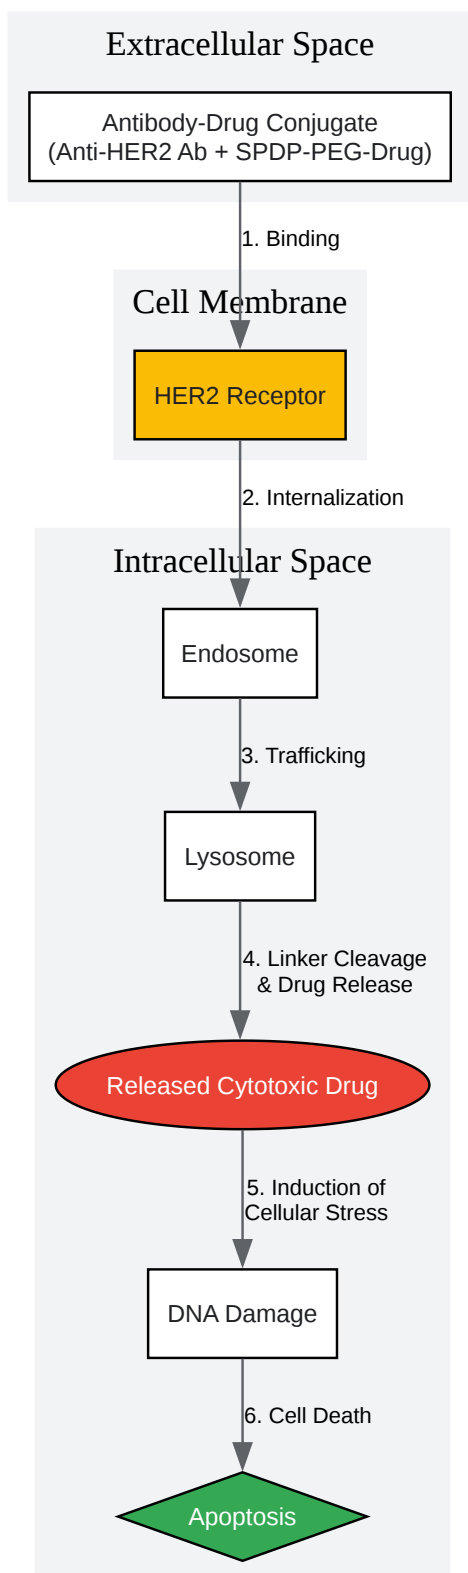 Extracellular Space
Antibody-Drug Conjugate
(Anti-HER2 Ab + SPDP-PEG-Drug)
1. Binding
Cell Membrane
HER2 Receptor
2. Internalization
Intracellular Space
Endosome
3. Trafficking
Lysosome
4. Linker Cleavage
& Drug Release
Released Cytotoxic Drug
5. Induction of
Cellular Stress
DNA Damage
6. Cell Death
Apoptosis